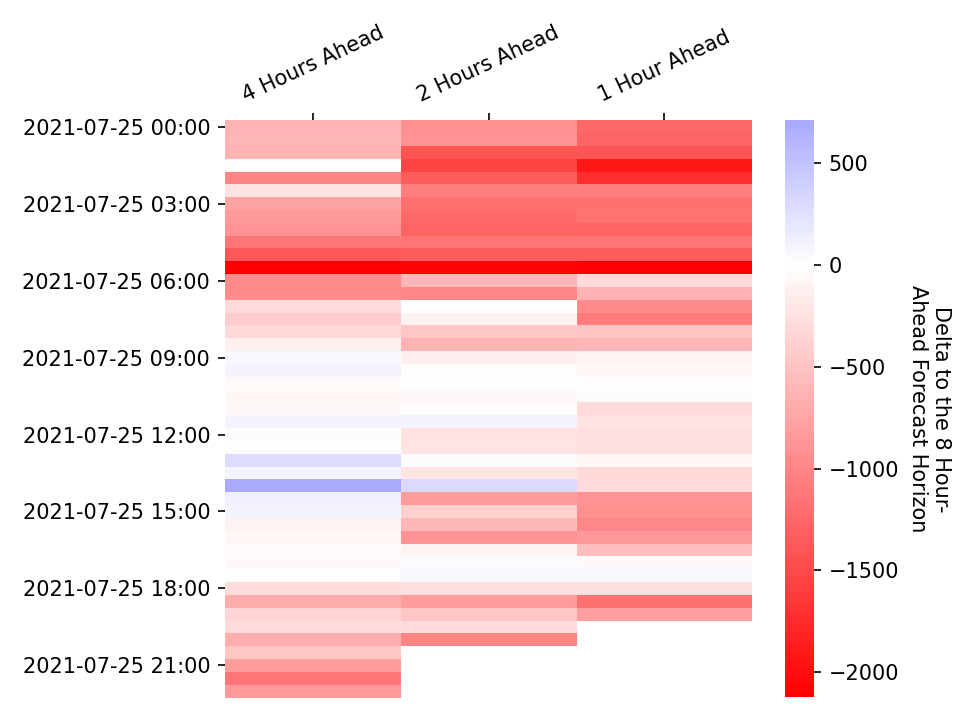 4 Hours Ahead
2 Hours Ahead
1 Hour Ahead
2021-07-25 00:00
2021-07-25 03:00
2021-07-25 06:00
2021-07-25 09:00
2021-07-25 12:00
2021-07-25 15:00
2021-07-25 18:00
2021-07-25 21:00
500
0
−500
−1000
−1500
−2000
Delta to the 8 Hour-
Ahead Forecast Horizon